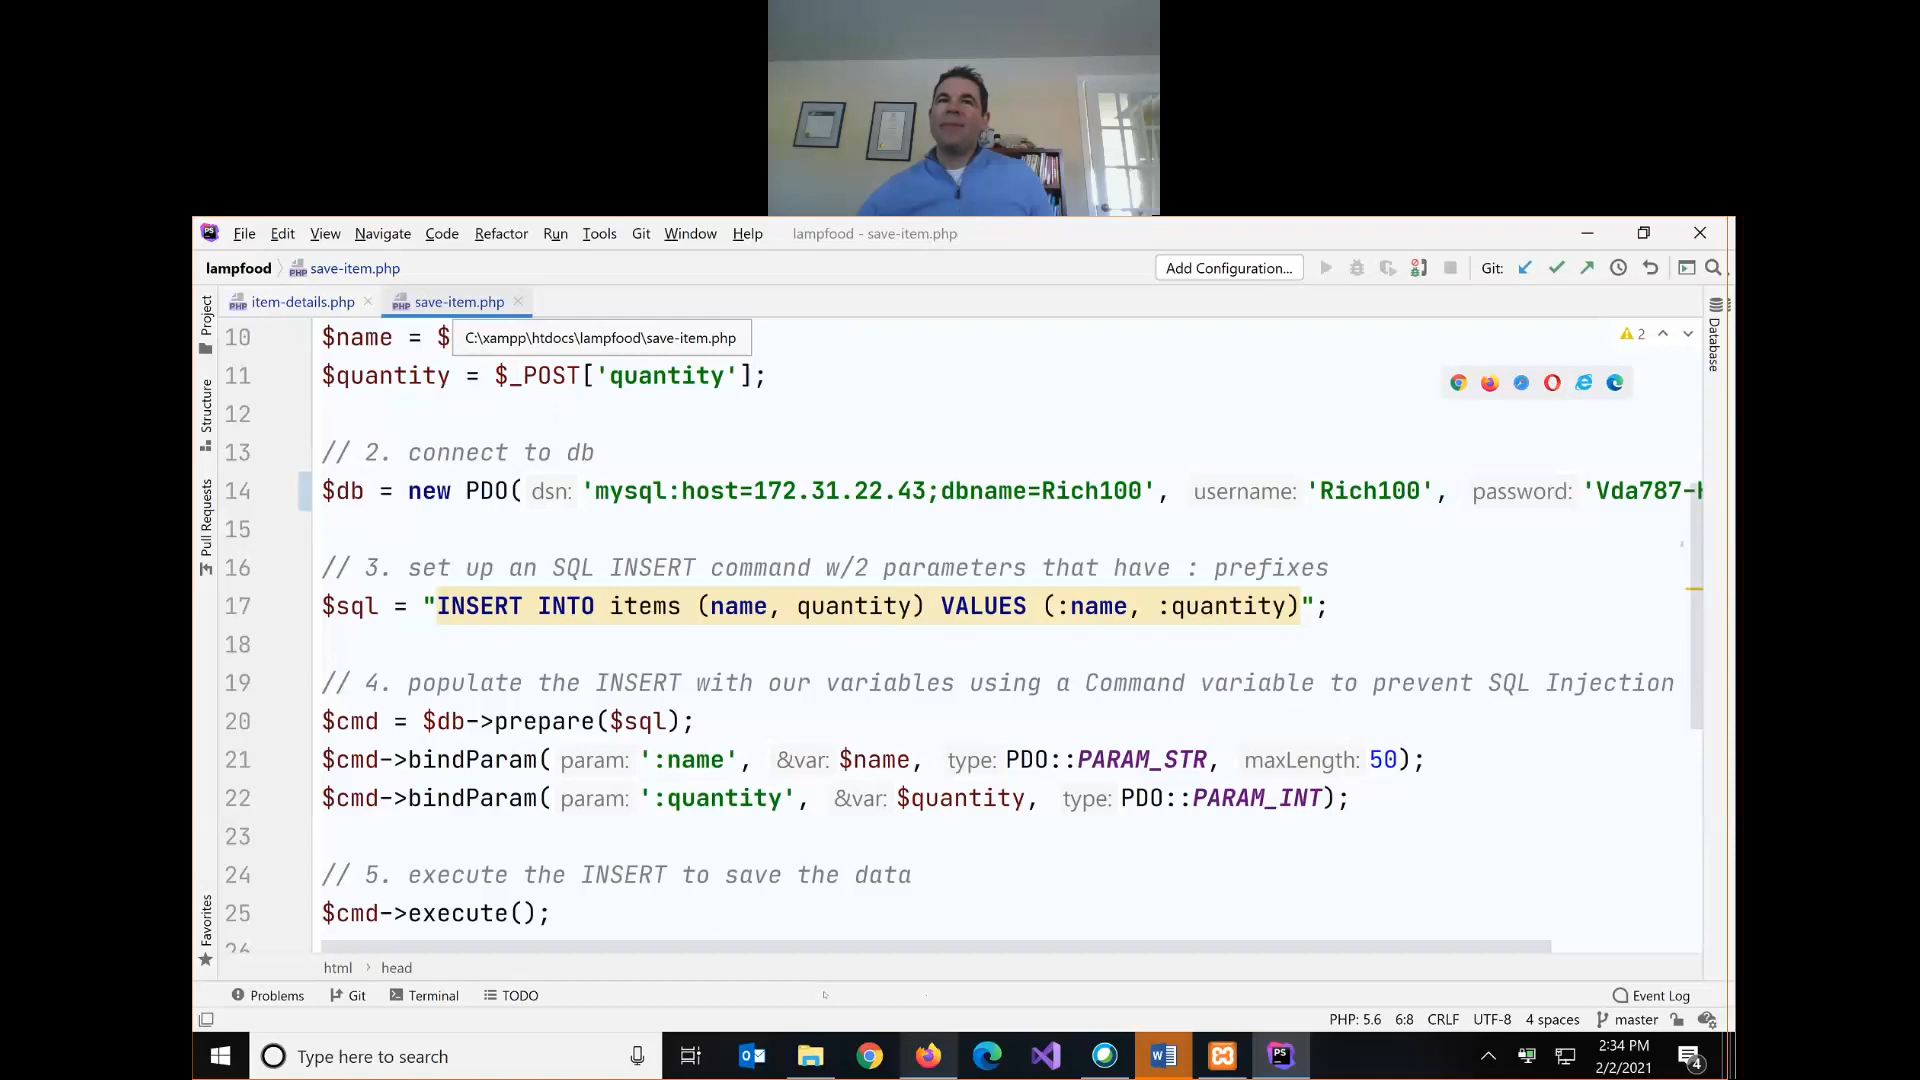 File Edit View Navigate Code Refactor Run Tools Git Window Help lampfood - save-item.php
lampfood save-item.php Add Configuration... Git:
item-details.php save-item.php
Project
Structure
Pull Requests
Favorites
Database
10 $name = $
C:\xampp\htdocs\lampfood\save-item.php
2
11 $quantity = $_POST['quantity'];
12
13 // 2. connect to db
14 $db = new PDO( dsn: 'mysql:host=172.31.22.43;dbname=Rich100', username: 'Rich100', password: 'Vda787-
15
16 // 3. set up an SQL INSERT command w/2 parameters that have : prefixes
17 $sql = "INSERT INTO items (name, quantity) VALUES (:name, :quantity)";
18
19 // 4. populate the INSERT with our variables using a Command variable to prevent SQL Injection
20 $cmd = $db->prepare($sql);
21 $cmd->bindParam( param: ':name', &var: $name, type: PDO::PARAM_STR, maxLength: 50);
22 $cmd->bindParam( param: ':quantity', &var: $quantity, type: PDO::PARAM_INT);
23
24 // 5. execute the INSERT to save the data
25 $cmd->execute();
26
html › head
Problems Git Terminal TODO Event Log
PHP: 5.6 6:8 CRLF UTF-8 4 spaces master
Type here to search
2:34 PM
2/2/2021
4